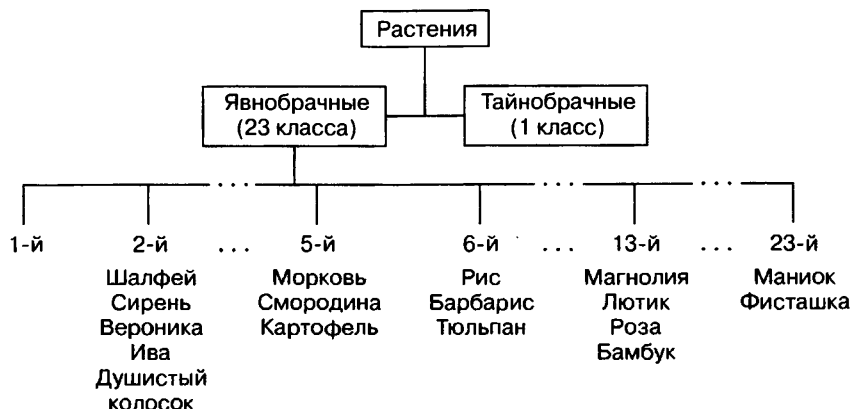 Растения
Явнобрачные
(23 класса)
Тайнобрачные
(1 класс)
... ... ...
1-й 2-й ... 5-й 6-й ... 13-й ... 23-й
Шалфей
Сирень
Вероника
Ива
Душистый
колосок
Морковь
Смородина
Картофель
Рис
Барбарис
Тюльпан
Магнолия
Лютик
Роза
Бамбук
Маниок
Фисташка